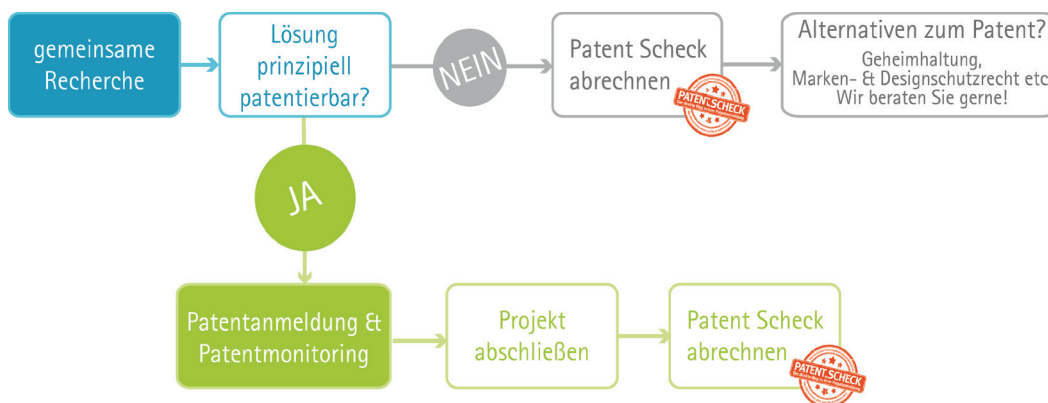 gemeinsame
Recherche
Lösung
prinzipiell
patentierbar?
NEIN
Patent Scheck
abrechnen
PATENT.SCHECK
Alternativen zum Patent?
Geheimhaltung,
Marken- & Designschutzrecht etc
Wir beraten Sie gerne!
JA
Patentanmeldung &
Patentmonitoring
Projekt
abschließen
Patent Scheck
abrechnen
PATENT.SCHECK